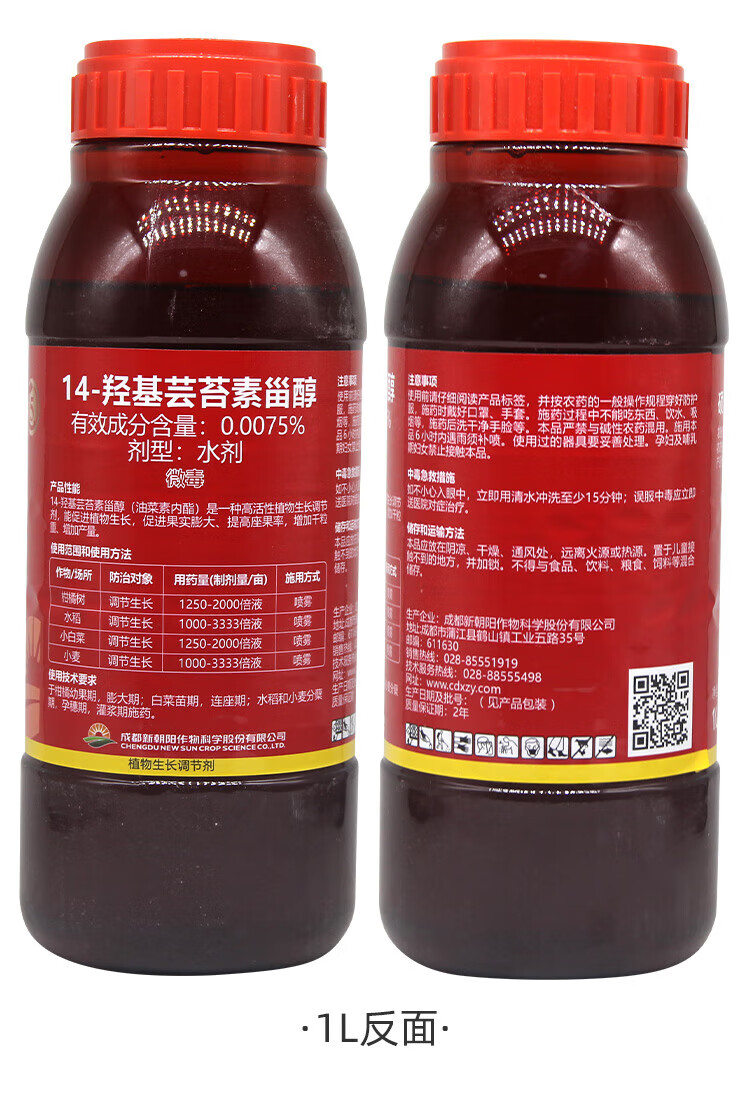 14-羟基芸苔素甾醇
有效成分含量：0.0075%
剂型：水剂
微毒
产品性能
14-羟基芸苔素甾醇（油菜素内酯）是一种高活性植物生长调节
剂，能促进植物生长，促进果实膨大、提高座果率，增加千粒
重，增加产量。
使用范围和使用方法
作物/场所 防治对象 用药量(制剂量/亩) 施用方式
柑橘树 调节生长 1250-2000倍液 喷雾
水稻 调节生长 1000-3333倍液 喷雾
小白菜 调节生长 1250-2000倍液 喷雾
小麦 调节生长 1000-3333倍液 喷雾
使用技术要求
于柑橘幼果期，膨大期；白菜苗期，连座期；水稻和小麦分蘖
期，孕穗期，灌浆期施药。
成都新朝阳作物科学股份有限公司
CHENGDU NEW SUN CROP SCIENCE CO.,LTD.
植物生长调节剂
注意事项
使用前请仔细阅读产品标签，并按农药的一般操作规程穿好防护
服，施药时戴好口罩、手套。施药过程中不能吃东西、饮水、吸
烟等，施药后洗干净手脸等。本品严禁与碱性农药混用。施用本
品6小时内遇雨须补喷。使用过的器具要妥善处理。孕妇及哺乳
期妇女禁止接触本品。
中毒急救措施
如不小心入眼中，立即用清水冲洗至少15分钟；误服中毒应立即
送医院对症治疗。
储存和运输方法
本品应放在阴凉、干燥、通风处，远离火源或热源，置于儿童接
触不到的地方，并加锁。不得与食品、饮料、粮食、饲料等混合
储存。
生产企业：成都新朝阳作物科学股份有限公司
地址：成都市蒲江县鹤山镇工业五路35号
邮编：611630
销售热线：028-85551919
技术服务热线：028-88555498
网址：www.cdxzy.com
生产日期及批号：（见产品包装）
质量保证期：2年
·1L反面·